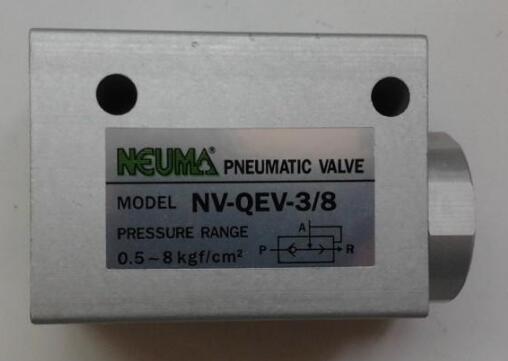 NEUMA® PNEUMATIC VALVE
MODEL NV-QEV-3/8
PRESSURE RANGE
0.5~8 kgf/cm²
A
P R